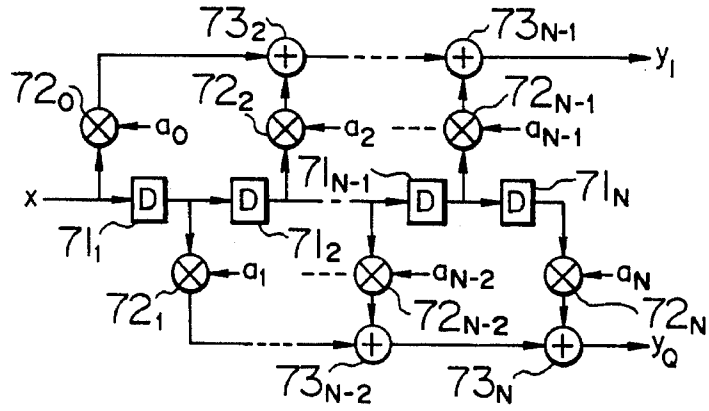 73₂ 73N-1
+ + yI
72₀ 72₂ 72N-1
a₀ a₂ aN-1
71N-1 71N
x D D D D
71₁ 71₂
a₁ aN-2 aN
72₁ 72N-2 72N
+ + yQ
73N-2 73N